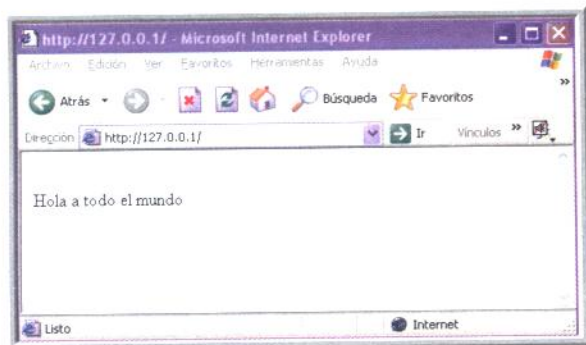 http://127.0.0.1/ - Microsoft Internet Explorer
Archivo Edición Ver Favoritos Herramientas Ayuda
Atrás Búsqueda Favoritos »
Dirección http://127.0.0.1/ Ir Vínculos »
Hola a todo el mundo
Listo Internet